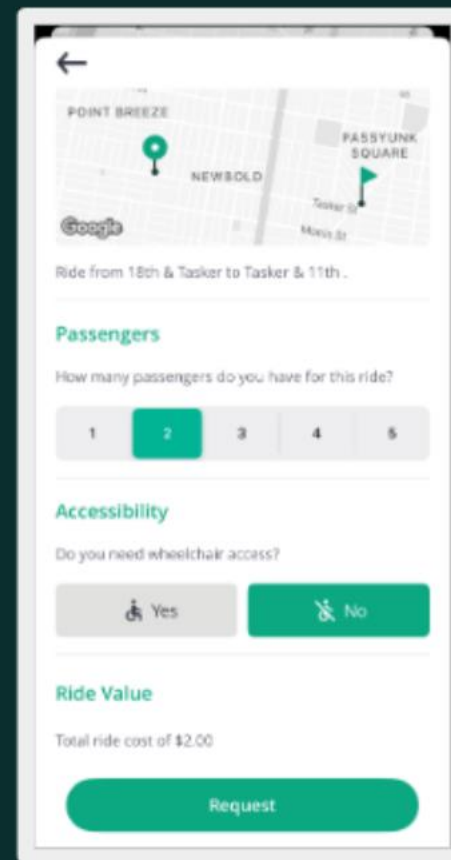 POINT BREEZE
PASSYUNK
SQUARE
NEWBOLD
Tasker St
Google
Morris St
Ride from 18th & Tasker to Tasker & 11th .
Passengers
How many passengers do you have for this ride?
1 2 3 4 5
Accessibility
Do you need wheelchair access?
Yes No
Ride Value
Total ride cost of $2.00
Request